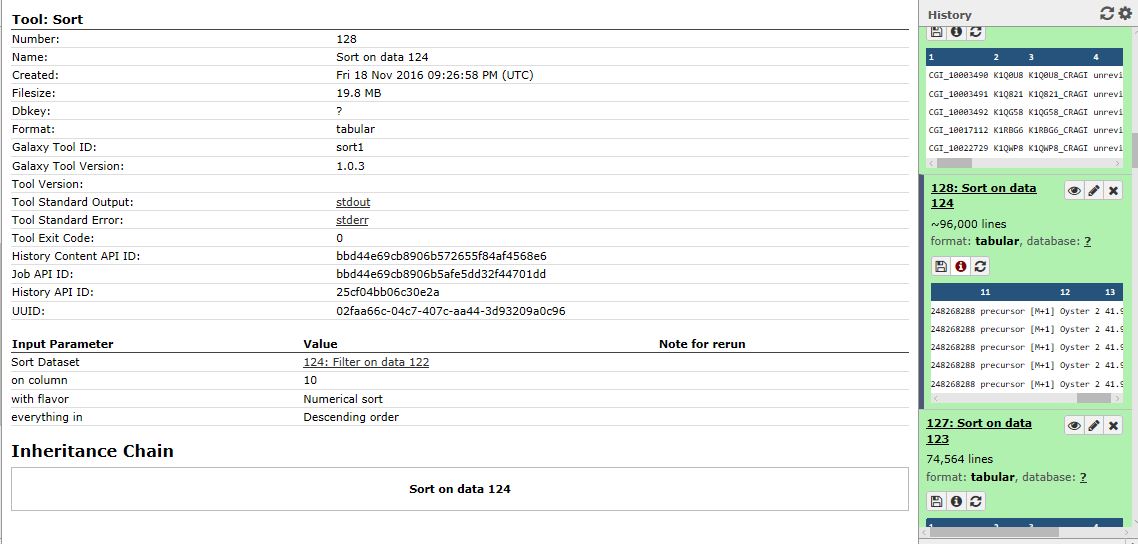 Tool: Sort
Number: 128
Name: Sort on data 124
Created: Fri 18 Nov 2016 09:26:58 PM (UTC)
Filesize: 19.8 MB
Dbkey: ?
Format: tabular
Galaxy Tool ID: sort1
Galaxy Tool Version: 1.0.3
Tool Version:
Tool Standard Output: stdout
Tool Standard Error: stderr
Tool Exit Code: 0
History Content API ID: bbd44e69cb8906b572655f84af4568e6
Job API ID: bbd44e69cb8906b5afe5dd32f44701dd
History API ID: 25cf04bb06c30e2a
UUID: 02faa66c-04c7-407c-aa44-3d93209a0c96
Input Parameter Value Note for rerun
Sort Dataset 124: Filter on data 122
on column 10
with flavor Numerical sort
everything in Descending order
Inheritance Chain
Sort on data 124
History
1 2 3 4
CGI_10003490 K1Q0U8 K1Q0U8_CRAGI unrevi
CGI_10003491 K1Q821 K1Q821_CRAGI unrevi
CGI_10003492 K1QG58 K1QG58_CRAGI unrevi
CGI_10017112 K1RBG6 K1RBG6_CRAGI unrevi
CGI_10022729 K1QWP8 K1QWP8_CRAGI unrevi
128: Sort on data
124
~96,000 lines
format: tabular, database: ?
11 12 13
248268288 precursor [M+1] Oyster 2 41.9
248268288 precursor [M+1] Oyster 2 41.9
248268288 precursor [M+1] Oyster 2 41.9
248268288 precursor [M+1] Oyster 2 41.9
248268288 precursor [M+1] Oyster 2 41.9
127: Sort on data
123
74,564 lines
format: tabular, database: ?
1 2 3 4